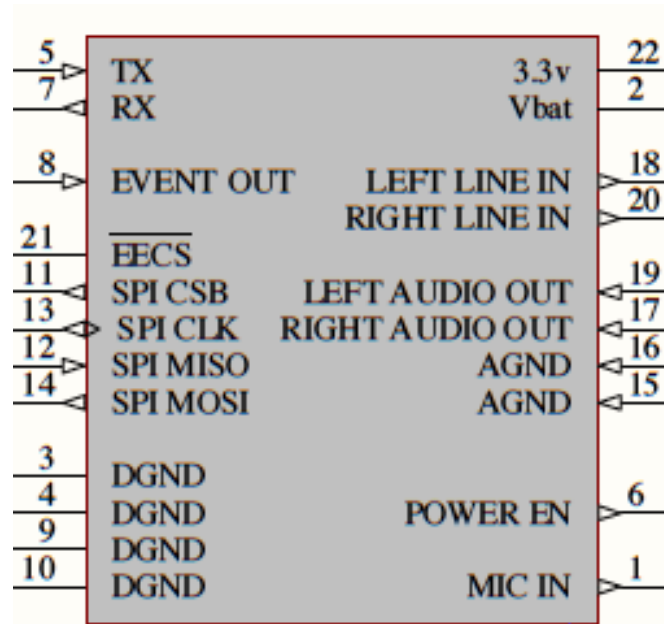 5 TX 3.3v 22
7 RX Vbat 2
8 EVENT OUT LEFT LINE IN 18
RIGHT LINE IN 20
21 EECS
11 SPI CSB LEFT AUDIO OUT 19
13 SPI CLK RIGHT AUDIO OUT 17
12 SPI MISO AGND 16
14 SPI MOSI AGND 15
3 DGND
4 DGND POWER EN 6
9 DGND
10 DGND MIC IN 1